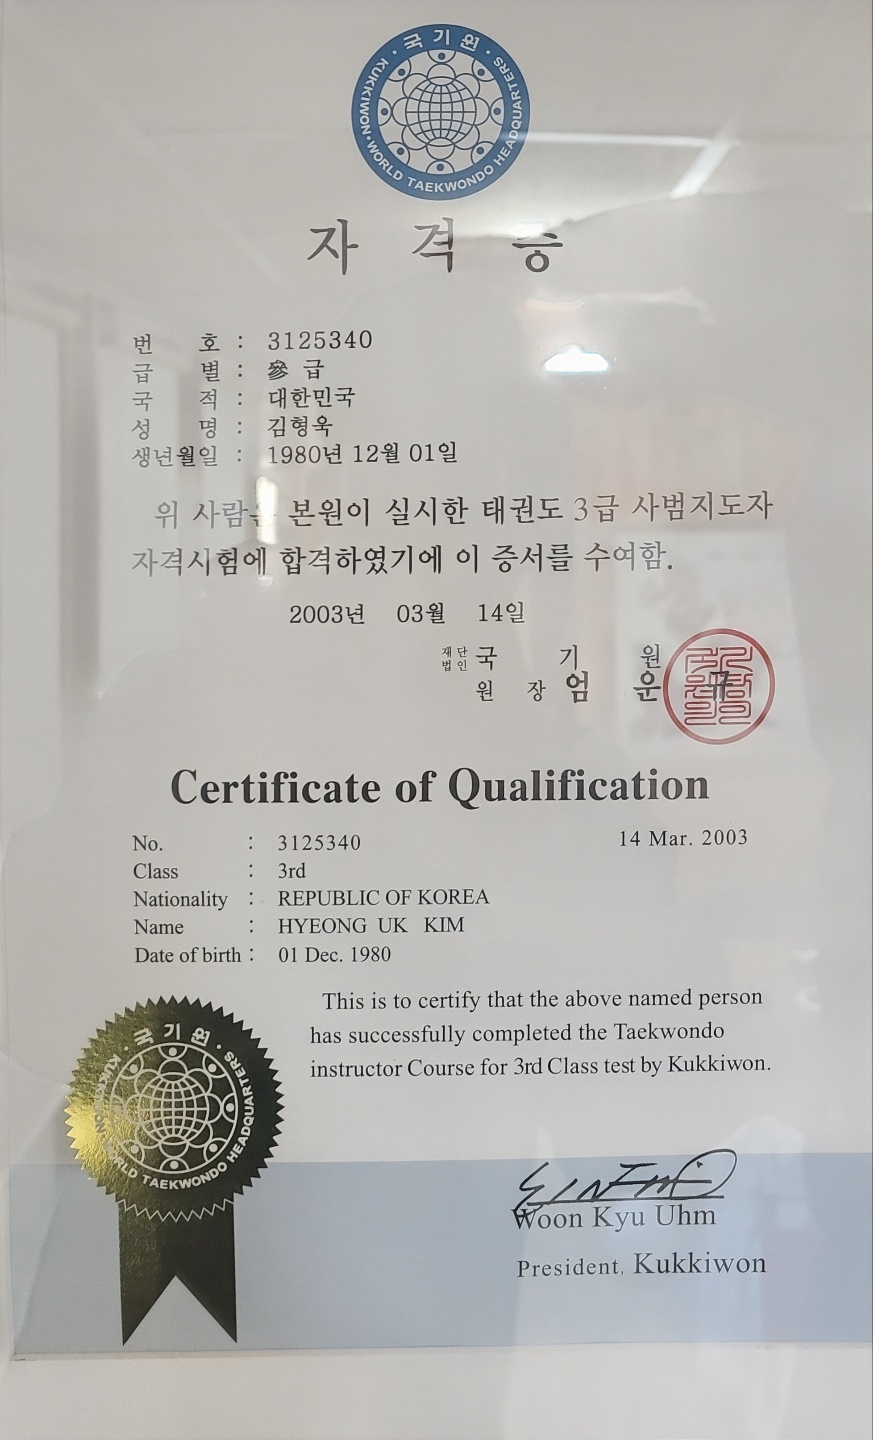 · 국 기 원 ·
KUKKIWON · WORLD TAEKWONDO HEADQUARTERS
자 격 증
번 호 : 3125340
급 별 : 參 급
국 적 : 대한민국
성 명 : 김형욱
생년월일 : 1980년 12월 01일
위 사람은 본원이 실시한 태권도 3급 사범지도자
자격시험에 합격하였기에 이 증서를 수여함.
2003년 03월 14일
재단법인 국 기 원
원 장 엄 운 규
Certificate of Qualification
No. : 3125340
14 Mar. 2003
Class : 3rd
Nationality : REPUBLIC OF KOREA
Name : HYEONG UK KIM
Date of birth : 01 Dec. 1980
This is to certify that the above named person
has successfully completed the Taekwondo
instructor Course for 3rd Class test by Kukkiwon.
· 국 기 원 ·
KUKKIWON · WORLD TAEKWONDO HEADQUARTERS
Woon Kyu Uhm
President, Kukkiwon